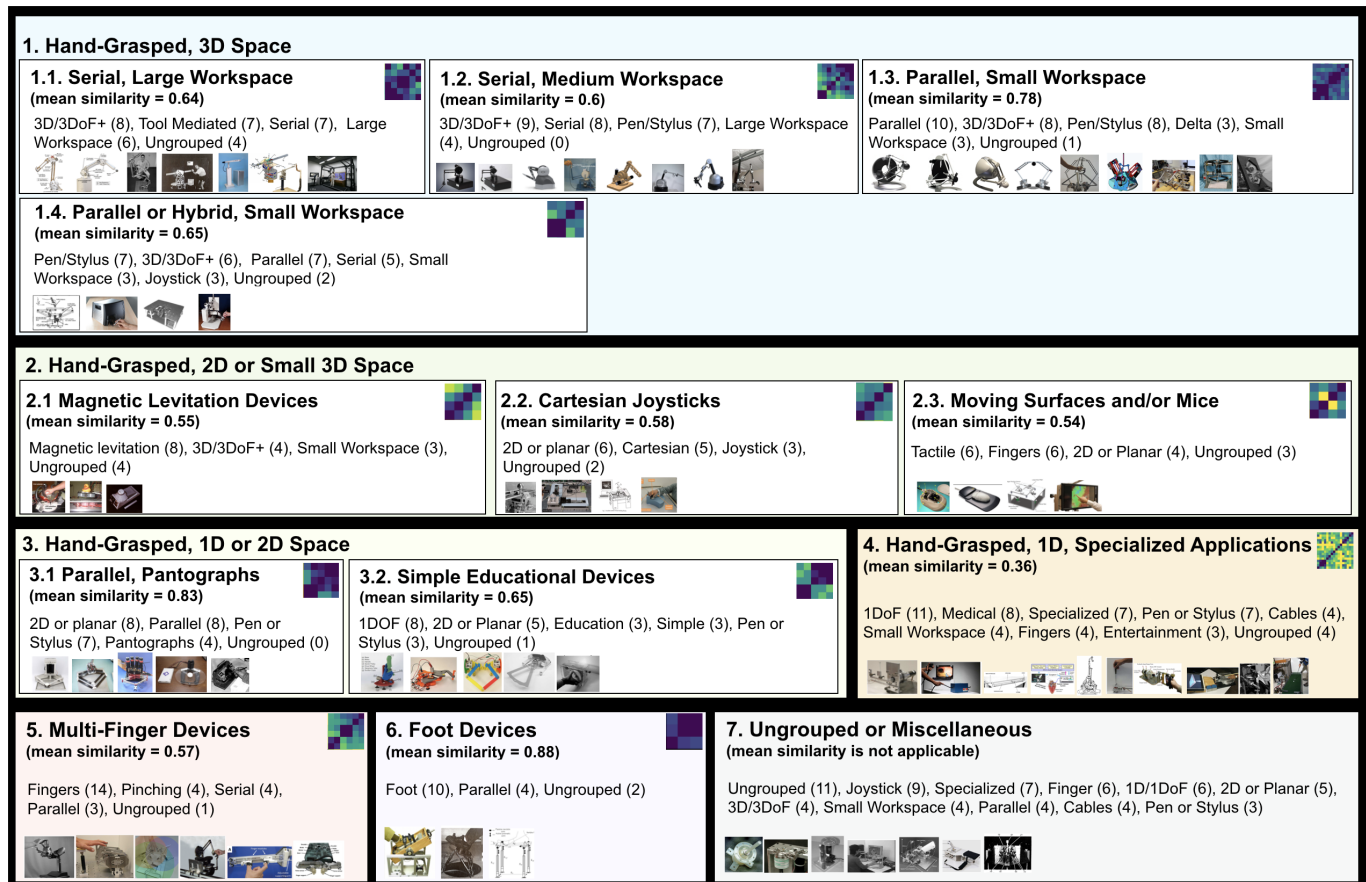 1. Hand-Grasped, 3D Space
1.1. Serial, Large Workspace
(mean similarity = 0.64)
3D/3DoF+ (8), Tool Mediated (7), Serial (7), Large
Workspace (6), Ungrouped (4)
1.2. Serial, Medium Workspace
(mean similarity = 0.6)
3D/3DoF+ (9), Serial (8), Pen/Stylus (7), Large Workspace
(4), Ungrouped (0)
1.3. Parallel, Small Workspace
(mean similarity = 0.78)
Parallel (10), 3D/3DoF+ (8), Pen/Stylus (8), Delta (3), Small
Workspace (3), Ungrouped (1)
1.4. Parallel or Hybrid, Small Workspace
(mean similarity = 0.65)
Pen/Stylus (7), 3D/3DoF+ (6), Parallel (7), Serial (5), Small
Workspace (3), Joystick (3), Ungrouped (2)
2. Hand-Grasped, 2D or Small 3D Space
2.1 Magnetic Levitation Devices
(mean similarity = 0.55)
Magnetic levitation (8), 3D/3DoF+ (4), Small Workspace (3),
Ungrouped (4)
2.2. Cartesian Joysticks
(mean similarity = 0.58)
2D or planar (6), Cartesian (5), Joystick (3),
Ungrouped (2)
2.3. Moving Surfaces and/or Mice
(mean similarity = 0.54)
Tactile (6), Fingers (6), 2D or Planar (4), Ungrouped (3)
3. Hand-Grasped, 1D or 2D Space
3.1 Parallel, Pantographs
(mean similarity = 0.83)
2D or planar (8), Parallel (8), Pen or
Stylus (7), Pantographs (4), Ungrouped (0)
3.2. Simple Educational Devices
(mean similarity = 0.65)
1DOF (8), 2D or Planar (5), Education (3), Simple (3), Pen or
Stylus (3), Ungrouped (1)
4. Hand-Grasped, 1D, Specialized Applications
(mean similarity = 0.36)
1DoF (11), Medical (8), Specialized (7), Pen or Stylus (7), Cables (4),
Small Workspace (4), Fingers (4), Entertainment (3), Ungrouped (4)
5. Multi-Finger Devices
(mean similarity = 0.57)
Fingers (14), Pinching (4), Serial (4),
Parallel (3), Ungrouped (1)
6. Foot Devices
(mean similarity = 0.88)
Foot (10), Parallel (4), Ungrouped (2)
7. Ungrouped or Miscellaneous
(mean similarity is not applicable)
Ungrouped (11), Joystick (9), Specialized (7), Finger (6), 1D/1DoF (6), 2D or Planar (5),
3D/3DoF (4), Small Workspace (4), Parallel (4), Cables (4), Pen or Stylus (3)